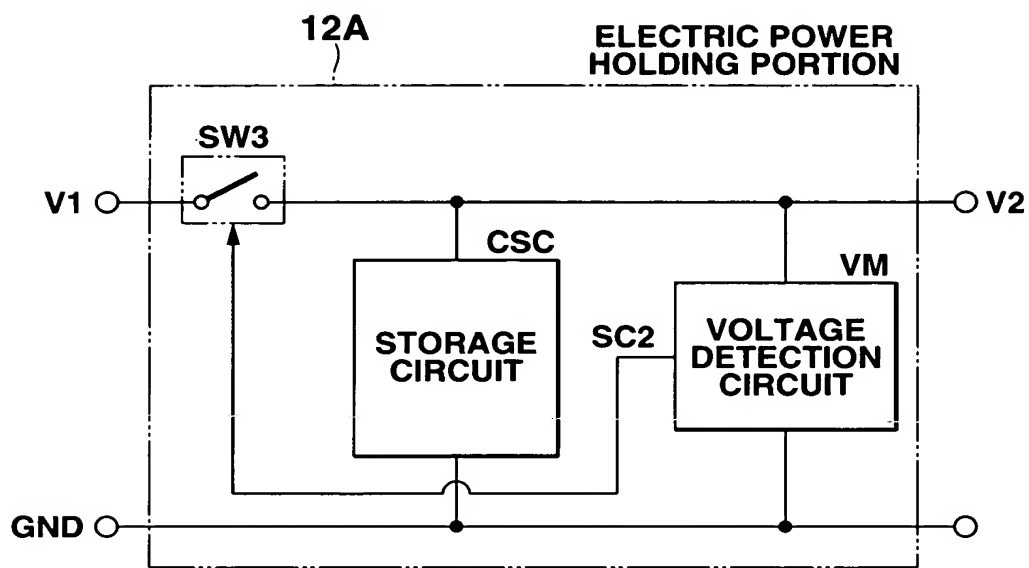 12A
ELECTRIC POWER
HOLDING PORTION
SW3
V1
V2
CSC
VM
STORAGE
CIRCUIT
SC2
VOLTAGE
DETECTION
CIRCUIT
GND